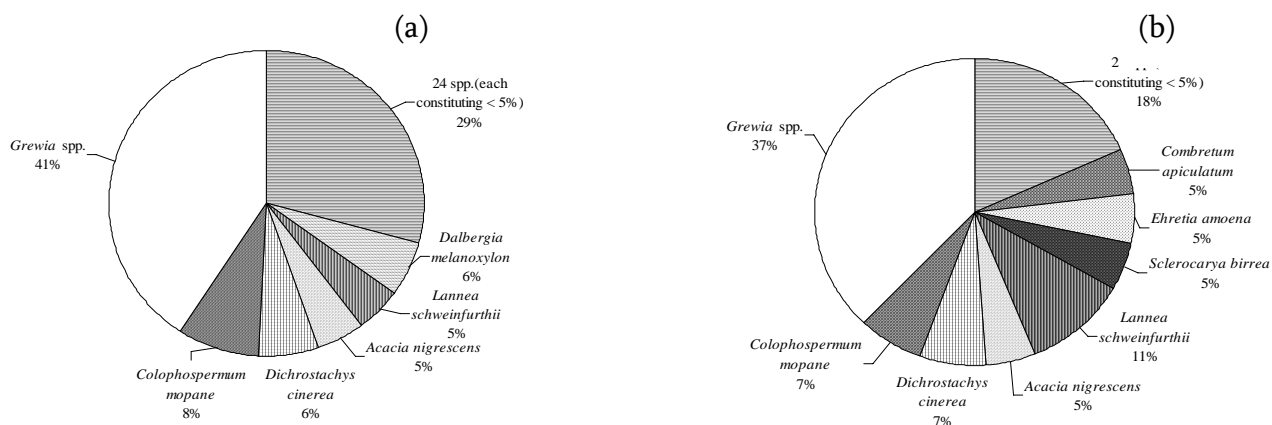 (a)
24 spp.(each
constituting < 5%)
29%
Dalbergia
melanoxylon
6%
Lannea
schweinfurthii
5%
Acacia nigrescens
5%
Dichrostachys
cinerea
6%
Colophospermum
mopane
8%
Grewia spp.
41%
(b)
constituting < 5%)
18%
Combretum
apiculatum
5%
Ehretia amoena
5%
Sclerocarya birrea
5%
Lannea
schweinfurthii
11%
Acacia nigrescens
5%
Dichrostachys
cinerea
7%
Colophospermum
mopane
7%
Grewia spp.
37%